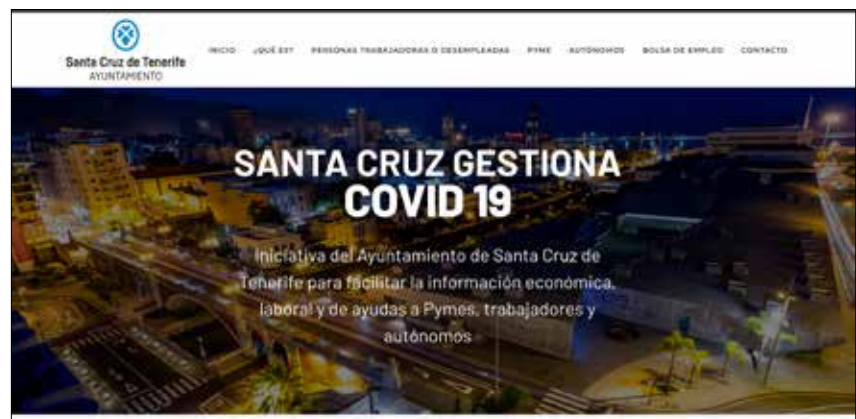 Santa Cruz de Tenerife
AYUNTAMIENTO
INICIO ¿QUÉ ES? PERSONAS TRABAJADORAS O DESEMPLEADAS PYME AUTÓNOMOS BOLSA DE EMPLEO CONTACTO
SANTA CRUZ GESTIONA
COVID 19
Iniciativa del Ayuntamiento de Santa Cruz de
Tenerife para facilitar la información económica,
laboral y de ayudas a Pymes, trabajadores y
autónomos